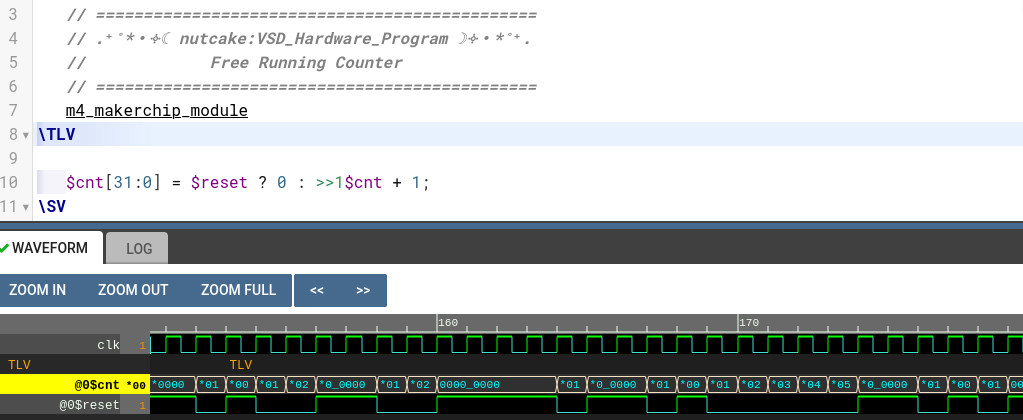 3 // ==============================================
4 // .⁺˚*•✧☾ nutcake:VSD_Hardware_Program ☽✧•*˚⁺.
5 // Free Running Counter
6 // ==============================================
7 m4_makerchip_module
8 \TLV
9
10 $cnt[31:0] = $reset ? 0 : >>1$cnt + 1;
11 \SV
WAVEFORM LOG
ZOOM IN ZOOM OUT ZOOM FULL << >>
160 170
clk 1
TLV TLV
@0$cnt *00 *0000 *01 *00 *01 *02 *0_0000 *01 *02 0000_0000 *01 *0_0000 *01 *00 *01 *02 *03 *04 *05 *0_0000 *01 *00 *01 00
@0$reset 1